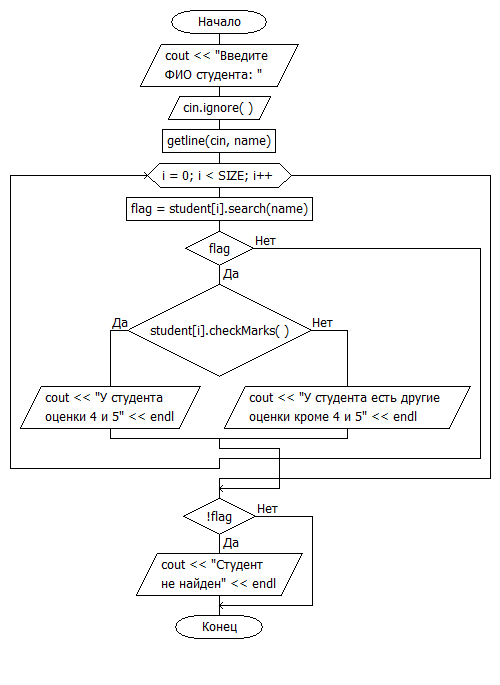 Начало
cout << "Введите
ФИО студента: "
cin.ignore( )
getline(cin, name)
i = 0; i < SIZE; i++
flag = student[i].search(name)
flag
Нет
Да
student[i].checkMarks( )
Да
Нет
cout << "У студента
оценки 4 и 5" << endl
cout << "У студента есть другие
оценки кроме 4 и 5" << endl
!flag
Нет
Да
cout << "Студент
не найден" << endl
Конец